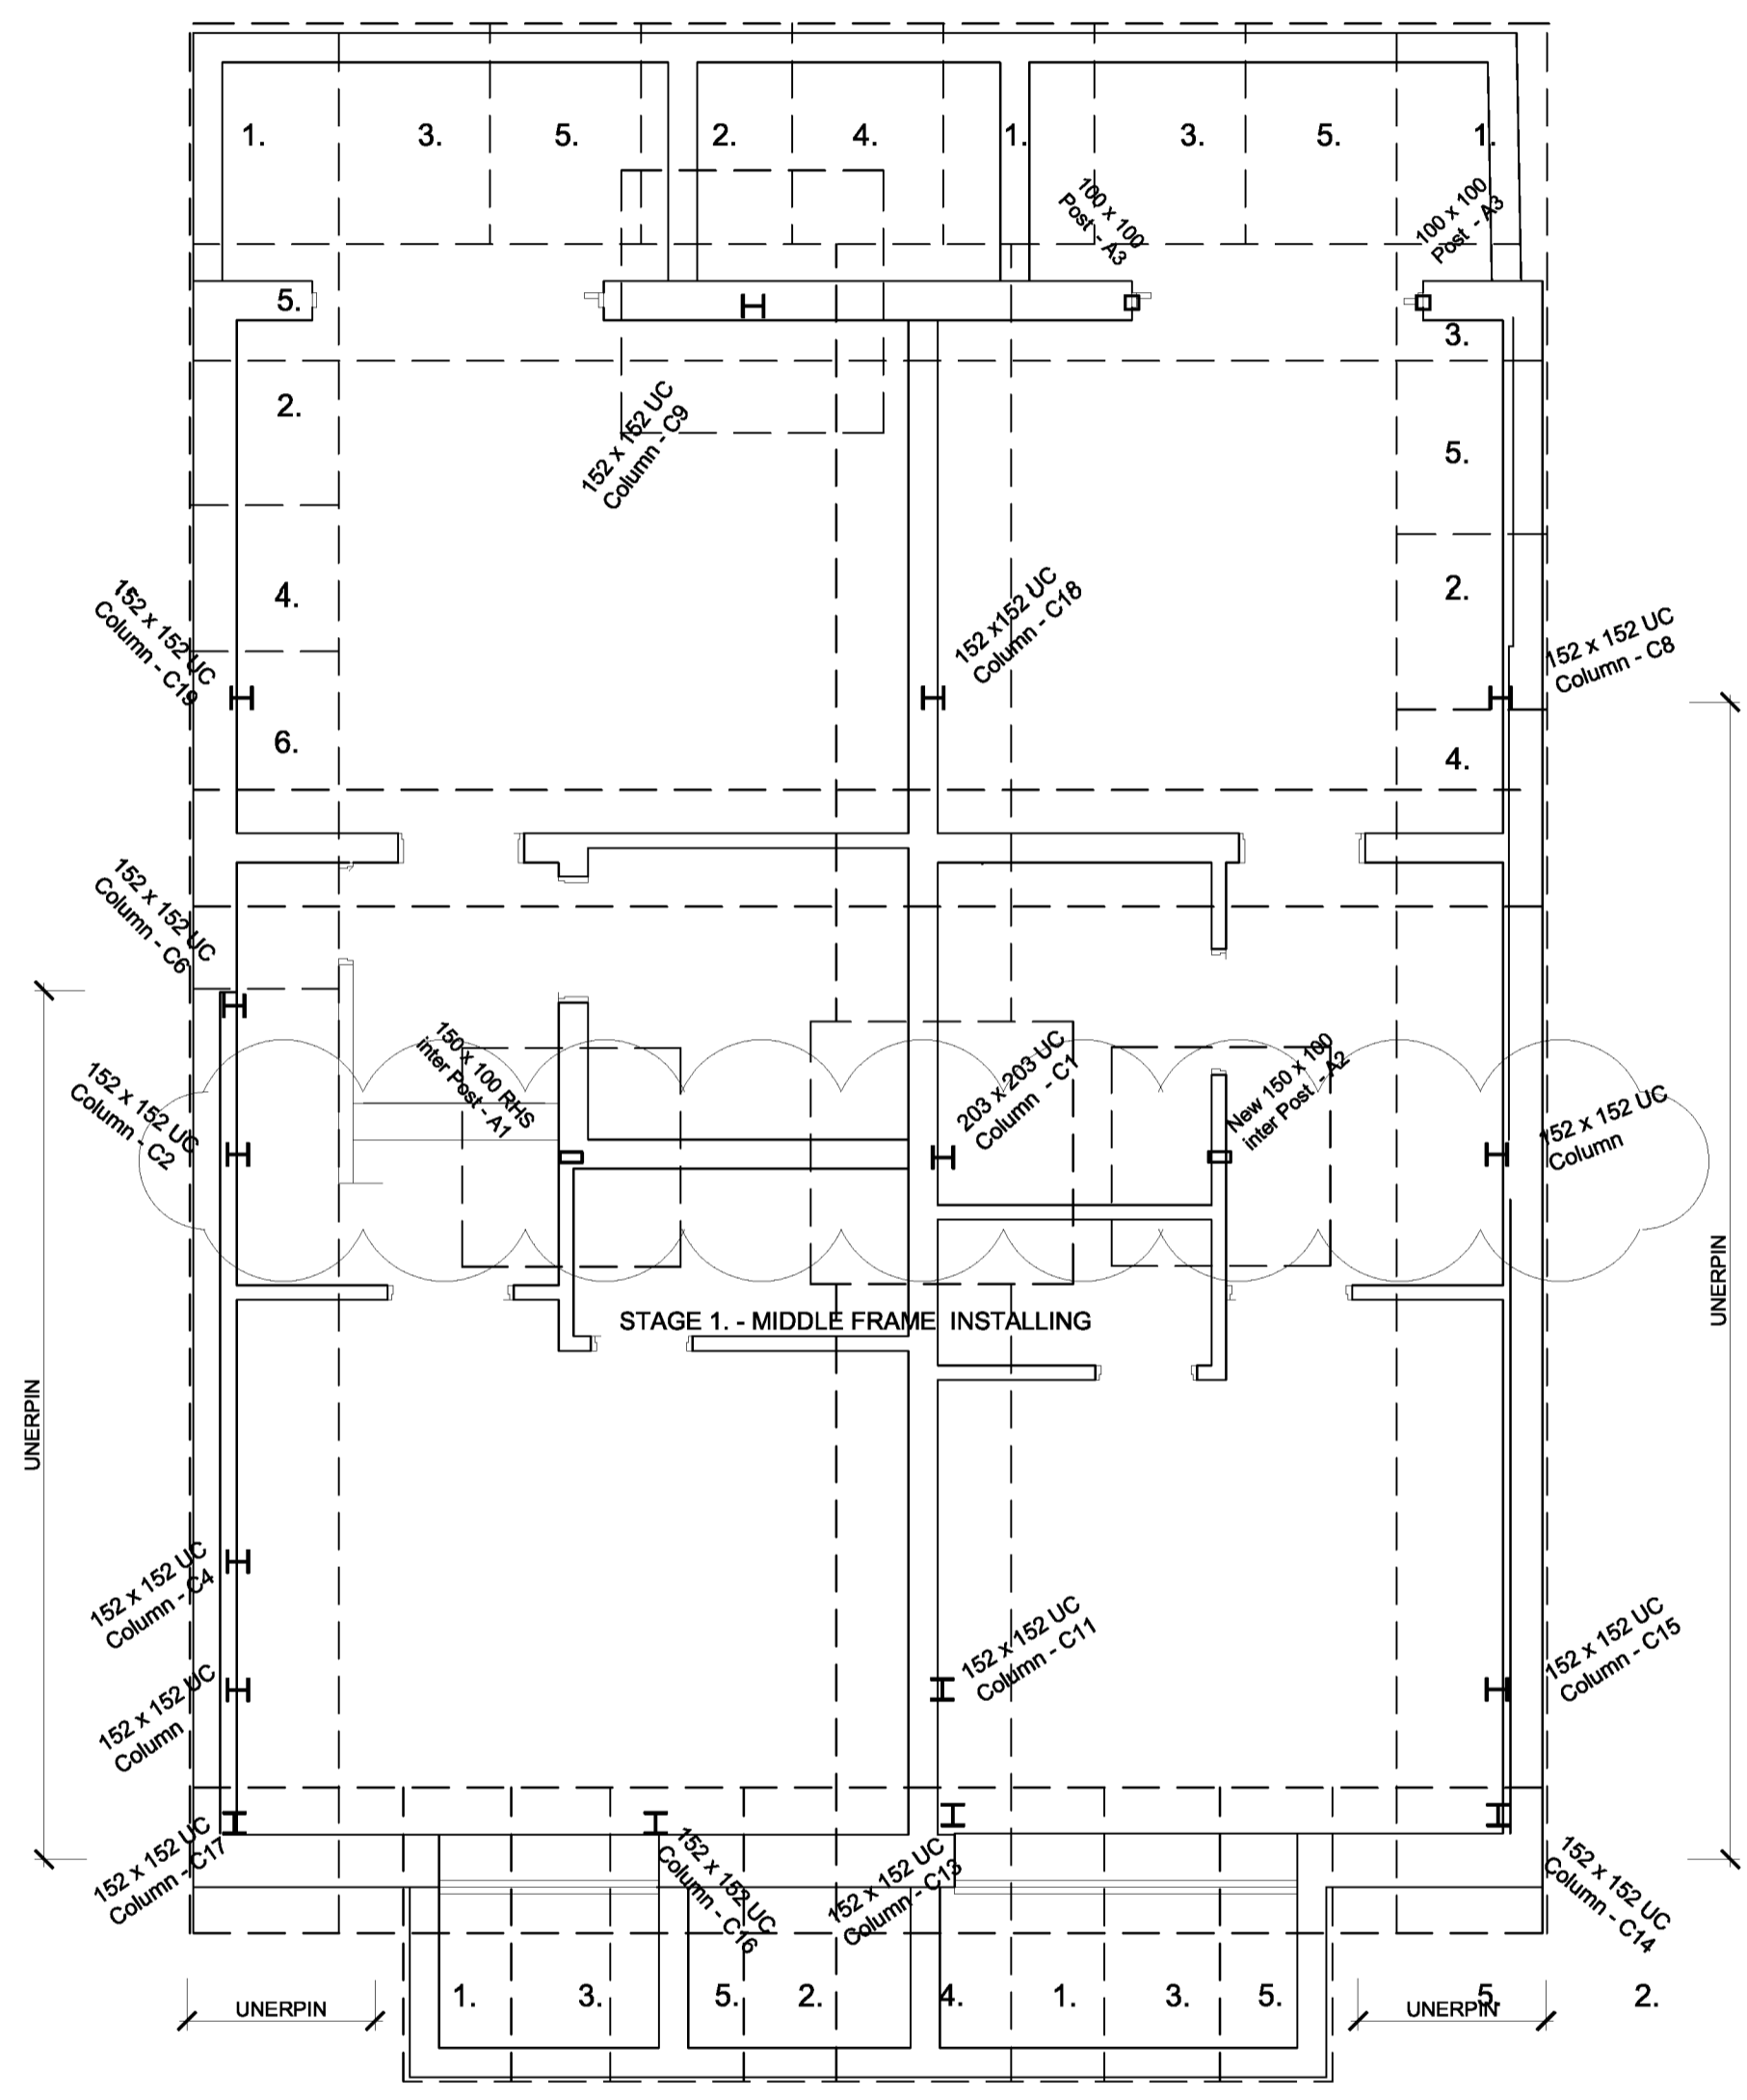 1.
3.
5.
2.
4.
1.
3.
5.
1.
100 x 100
Post - A3
100 x 100
Post - A3
5.
3.
2.
152 x 152 UC
Column - C9
5.
4.
2.
152 x 152 UC
Column - C19
152 x152 UC
Column - C18
152 x 152 UC
Column - C8
6.
4.
152 x 152 UC
Column - C6
152 x 152 UC
Column - C2
150 x 100 RHS
inter Post - A1
203 x 203 UC
Column - C1
New 150 x 100
inter Post - A2
152 x 152 UC
Column
UNERPIN
UNERPIN
STAGE 1. - MIDDLE FRAME INSTALLING
152 x 152 UC
Column - C4
152 x 152 UC
Column
152 x 152 UC
Column - C11
152 x 152 UC
Column - C15
152 x 152 UC
Column - C17
152 x 152 UC
Column - C16
152 x 152 UC
Column - C13
152 x 152 UC
Column - C14
UNERPIN
1.
3.
5.
2.
4.
1.
3.
5.
UNERPIN
5.
2.